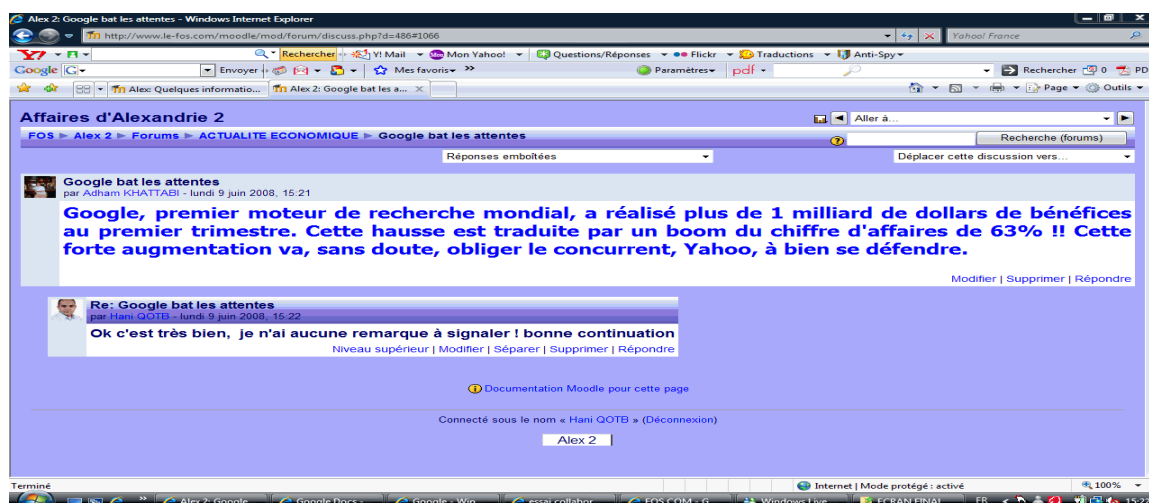 Alex 2: Google bat les attentes - Windows Internet Explorer
http://www.le-fos.com/moodle/mod/forum/discuss.php?d=486#1066
Yahoo! France
Rechercher Y! Mail Mon Yahoo! Questions/Réponses Flickr Traductions Anti-Spy
Google G Envoyer Mes favoris Paramètres pdf Rechercher 0 PD
Alex: Quelques informatio... Alex 2: Google bat les a... Page Outils
Affaires d'Alexandrie 2
Aller à...
FOS ► Alex 2 ► Forums ► ACTUALITE ECONOMIQUE ► Google bat les attentes
Recherche (forums)
Réponses emboîtées
Déplacer cette discussion vers...
Google bat les attentes
par Adham KHATTABI - lundi 9 juin 2008, 15:21
Google, premier moteur de recherche mondial, a réalisé plus de 1 milliard de dollars de bénéfices
au premier trimestre. Cette hausse est traduite par un boom du chiffre d'affaires de 63% !! Cette
forte augmentation va, sans doute, obliger le concurrent, Yahoo, à bien se défendre.
Modifier | Supprimer | Répondre
Re: Google bat les attentes
par Hani QOTB - lundi 9 juin 2008, 15:22
Ok c'est très bien, je n'ai aucune remarque à signaler ! bonne continuation
Niveau supérieur | Modifier | Séparer | Supprimer | Répondre
Documentation Moodle pour cette page
Connecté sous le nom « Hani QOTB » (Déconnexion)
Alex 2
Terminé
Internet | Mode protégé : activé
100%
Alex 2: Google ... Google Docs - ... Google - Win... essai collabor... FOS.COM - G... Windows Live ... ECRAN FINAL FR 15:22